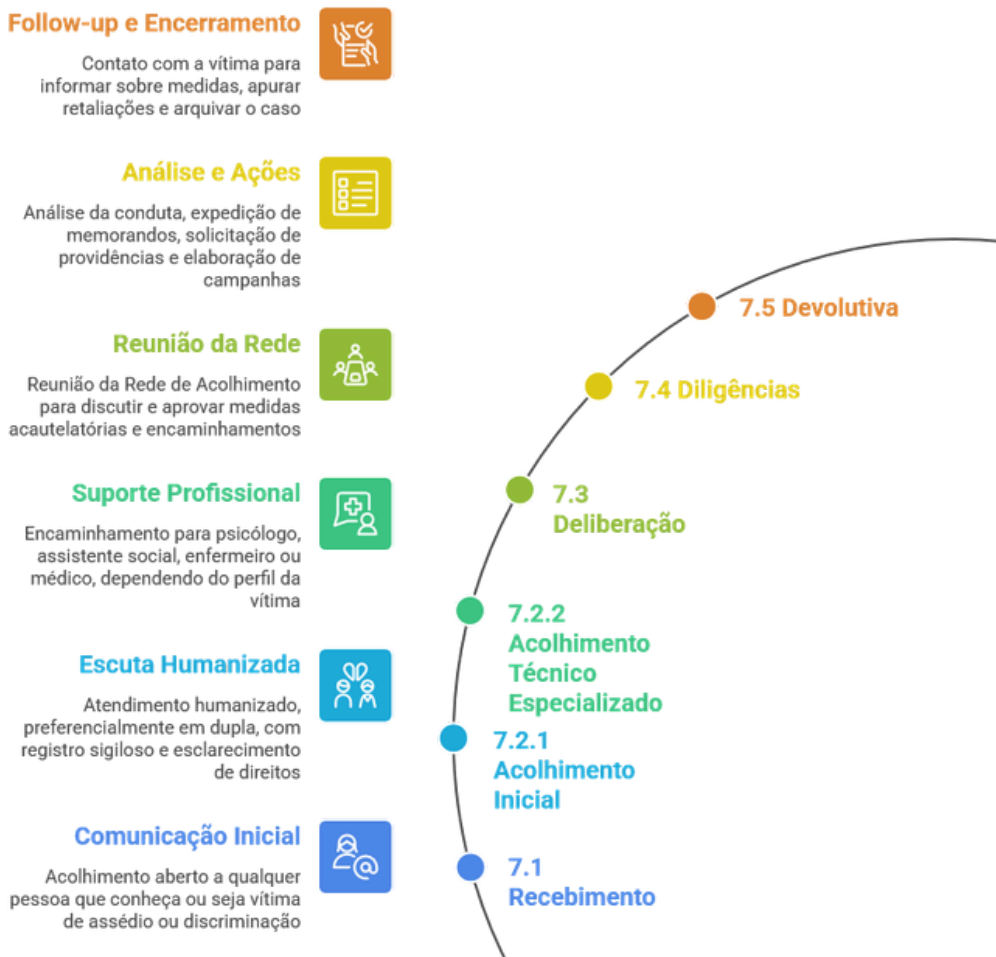 Follow-up e Encerramento
Contato com a vítima para
informar sobre medidas, apurar
retaliações e arquivar o caso
Análise e Ações
Análise da conduta, expedição de
memorandos, solicitação de
providências e elaboração de
campanhas
Reunião da Rede
Reunião da Rede de Acolhimento
para discutir e aprovar medidas
acautelatórias e encaminhamentos
Suporte Profissional
Encaminhamento para psicólogo,
assistente social, enfermeiro ou
médico, dependendo do perfil da
vítima
Escuta Humanizada
Atendimento humanizado,
preferencialmente em dupla, com
registro sigiloso e esclarecimento
de direitos
Comunicação Inicial
Acolhimento aberto a qualquer
pessoa que conheça ou seja vítima
de assédio ou discriminação
7.5 Devolutiva
7.4 Diligências
7.3
Deliberação
7.2.2
Acolhimento
Técnico
Especializado
7.2.1
Acolhimento
Inicial
7.1
Recebimento